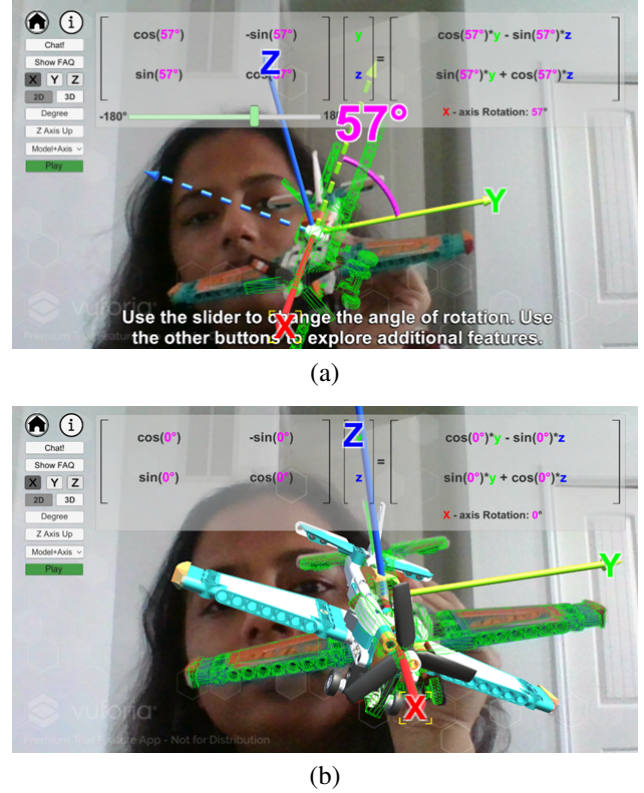 cos(57°) -sin(57°) y cos(57°)*y - sin(57°)*z
=
sin(57°) cos(57°) z sin(57°)*y + cos(57°)*z
X - axis Rotation: 57°
i
Chat!
Show FAQ
X Y Z
2D 3D
Degree
Z Axis Up
Model+Axis
Play
-180° 18
57°
Z
Y
X
vuforia
Use the slider to change the angle of rotation. Use
the other buttons to explore additional features.
(a)
cos(0°) -sin(0°) cos(0°)*y - sin(0°)*z
=
sin(0°) cos(0°) z sin(0°)*y + cos(0°)*z
X - axis Rotation: 0°
i
Chat!
Show FAQ
X Y Z
2D 3D
Degree
Z Axis Up
Model+Axis
Play
Z
Y
X
vuforia
Premium Trial Feature App - Not for Distribution
(b)